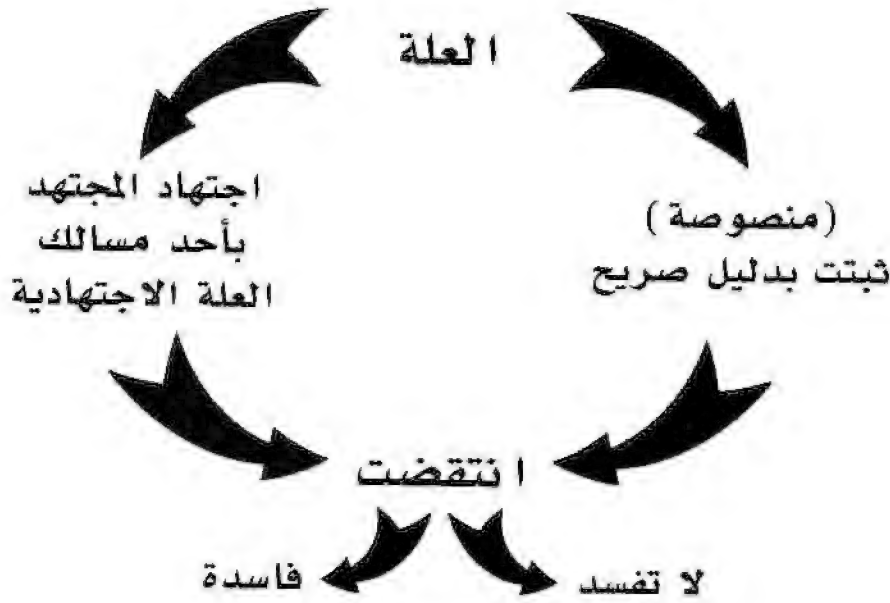 العلة
(منصوصة)
ثبتت بدليل صريح
اجتهاد المجتهد
بأحد مسالك
العلة الاجتهادية
انتقضت
لا تفسد
فاسدة